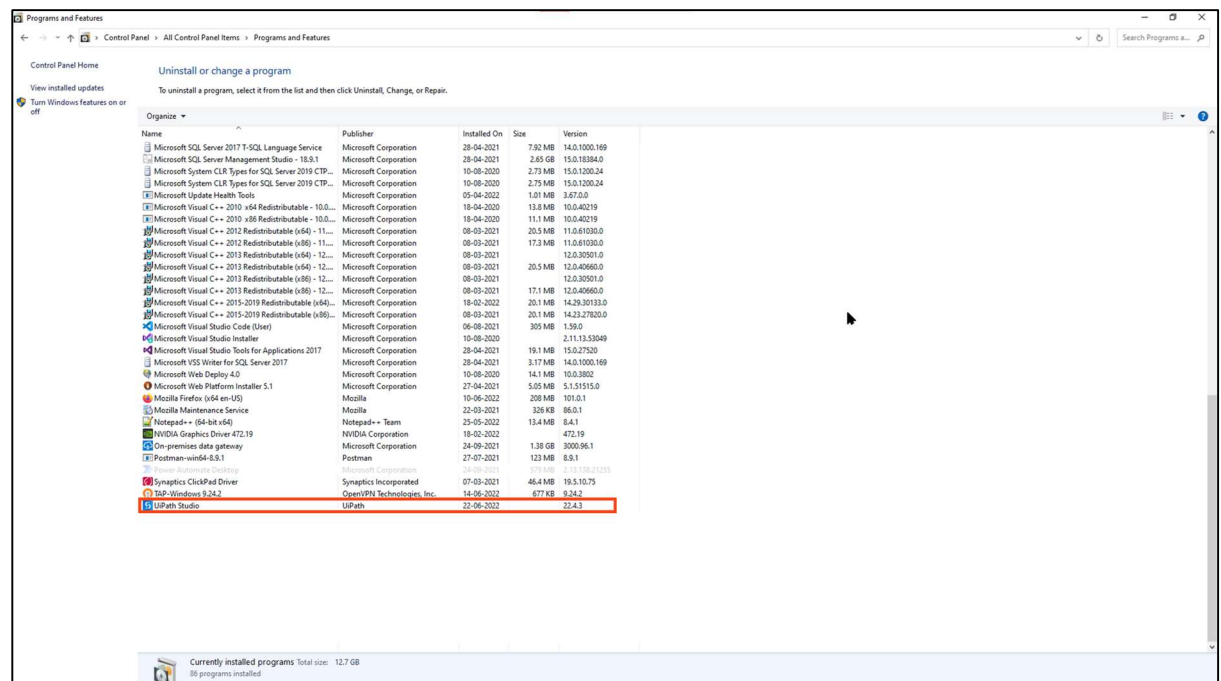 Programs and Features
Control Panel > All Control Panel Items > Programs and Features
Search Programs a...
Control Panel Home
View installed updates
Turn Windows features on or
off
Uninstall or change a program
To uninstall a program, select it from the list and then click Uninstall, Change, or Repair.
Organize
Name Publisher Installed On Size Version
Microsoft SQL Server 2017 T-SQL Language Service Microsoft Corporation 28-04-2021 7.92 MB 14.0.1000.169
Microsoft SQL Server Management Studio - 18.9.1 Microsoft Corporation 28-04-2021 2.65 GB 15.0.18384.0
Microsoft System CLR Types for SQL Server 2019 CTP... Microsoft Corporation 10-08-2020 2.73 MB 15.0.1200.24
Microsoft System CLR Types for SQL Server 2019 CTP... Microsoft Corporation 10-08-2020 2.75 MB 15.0.1200.24
Microsoft Update Health Tools Microsoft Corporation 05-04-2022 1.01 MB 3.67.0.0
Microsoft Visual C++ 2010 x64 Redistributable - 10.0.... Microsoft Corporation 18-04-2020 13.8 MB 10.0.40219
Microsoft Visual C++ 2010 x86 Redistributable - 10.0.... Microsoft Corporation 18-04-2020 11.1 MB 10.0.40219
Microsoft Visual C++ 2012 Redistributable (x64) - 11.... Microsoft Corporation 08-03-2021 20.5 MB 11.0.61030.0
Microsoft Visual C++ 2012 Redistributable (x86) - 11.... Microsoft Corporation 08-03-2021 17.3 MB 11.0.61030.0
Microsoft Visual C++ 2013 Redistributable (x64) - 12.... Microsoft Corporation 08-03-2021 12.0.30501.0
Microsoft Visual C++ 2013 Redistributable (x64) - 12.... Microsoft Corporation 08-03-2021 20.5 MB 12.0.40660.0
Microsoft Visual C++ 2013 Redistributable (x86) - 12.... Microsoft Corporation 08-03-2021 12.0.30501.0
Microsoft Visual C++ 2013 Redistributable (x86) - 12.... Microsoft Corporation 08-03-2021 17.1 MB 12.0.40660.0
Microsoft Visual C++ 2015-2019 Redistributable (x64)... Microsoft Corporation 18-02-2022 20.1 MB 14.29.30133.0
Microsoft Visual C++ 2015-2019 Redistributable (x86)... Microsoft Corporation 08-03-2021 20.1 MB 14.23.27820.0
Microsoft Visual Studio Code (User) Microsoft Corporation 06-08-2021 305 MB 1.59.0
Microsoft Visual Studio Installer Microsoft Corporation 10-08-2020 2.11.13.53049
Microsoft Visual Studio Tools for Applications 2017 Microsoft Corporation 28-04-2021 19.1 MB 15.0.27520
Microsoft VSS Writer for SQL Server 2017 Microsoft Corporation 28-04-2021 3.17 MB 14.0.1000.169
Microsoft Web Deploy 4.0 Microsoft Corporation 10-08-2020 14.1 MB 10.0.3802
Microsoft Web Platform Installer 5.1 Microsoft Corporation 27-04-2021 5.05 MB 5.1.51515.0
Mozilla Firefox (x64 en-US) Mozilla 10-06-2022 208 MB 101.0.1
Mozilla Maintenance Service Mozilla 22-03-2021 326 KB 86.0.1
Notepad++ (64-bit x64) Notepad++ Team 25-05-2022 13.4 MB 8.4.1
NVIDIA Graphics Driver 472.19 NVIDIA Corporation 18-02-2022 472.19
On-premises data gateway Microsoft Corporation 24-09-2021 1.38 GB 3000.96.1
Postman-win64-8.9.1 Postman 27-07-2021 123 MB 8.9.1
Power Automate Desktop Microsoft Corporation 24-09-2021 579 MB 2.13.138.21255
Synaptics ClickPad Driver Synaptics Incorporated 07-03-2021 46.4 MB 19.5.10.75
TAP-Windows 9.24.2 OpenVPN Technologies, Inc. 14-06-2022 677 KB 9.24.2
UiPath Studio UiPath 22-06-2022 22.4.3
Currently installed programs Total size: 12.7 GB
86 programs installed